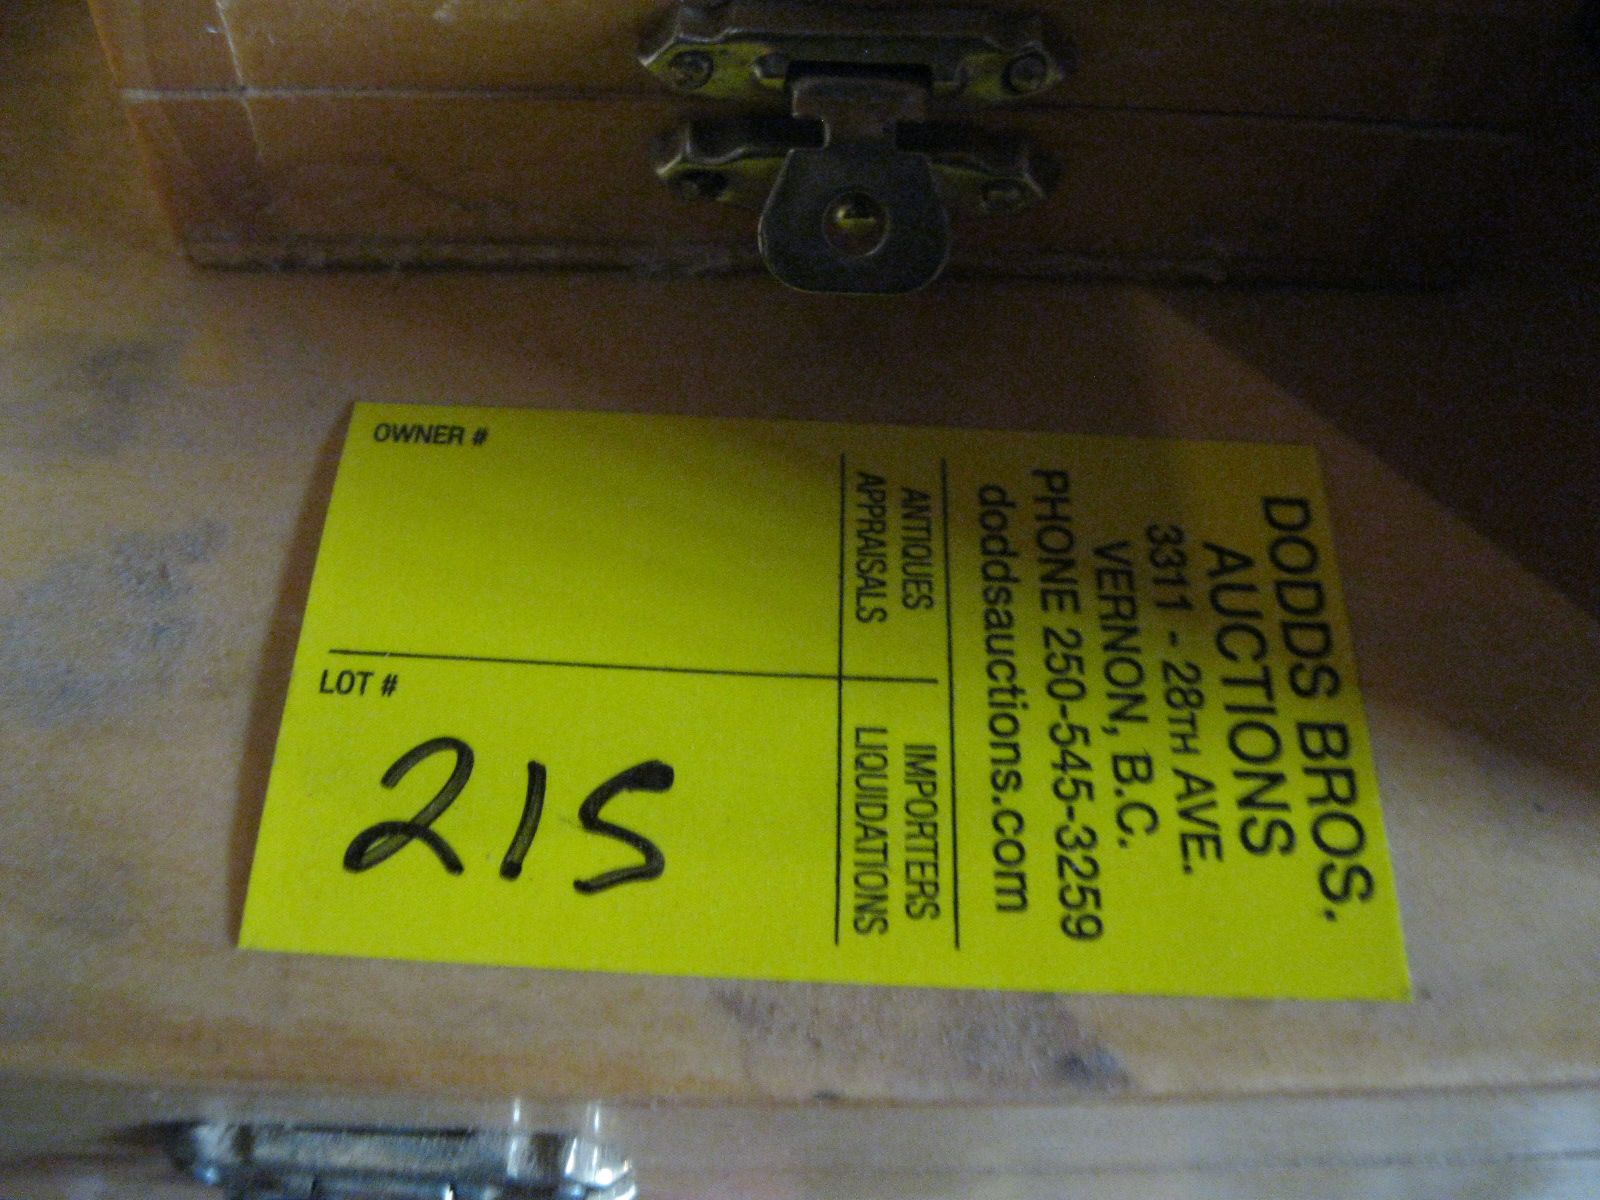 DODDS BROS.
AUCTIONS
3311 - 28TH AVE.
VERNON, B.C.
PHONE 250-545-3259
doddsauctions.com
ANTIQUES IMPORTERS
APPRAISALS LIQUIDATIONS
OWNER #
LOT #
215